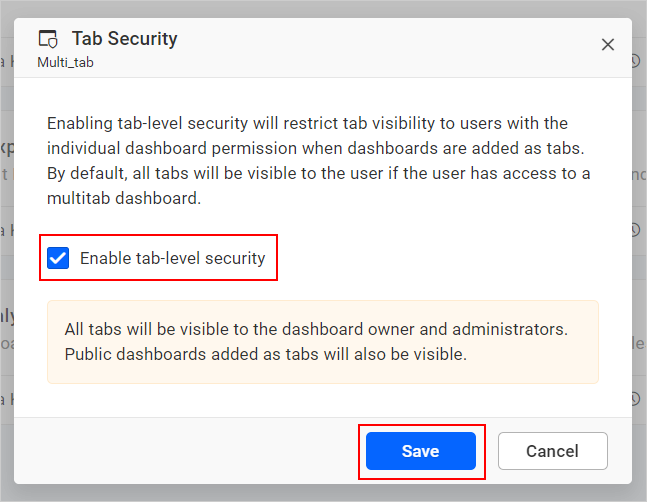 Tab Security
Multi_tab
Enabling tab-level security will restrict tab visibility to users with the
individual dashboard permission when dashboards are added as tabs.
By default, all tabs will be visible to the user if the user has access to a
multitab dashboard.
Enable tab-level security
All tabs will be visible to the dashboard owner and administrators.
Public dashboards added as tabs will also be visible.
Save
Cancel